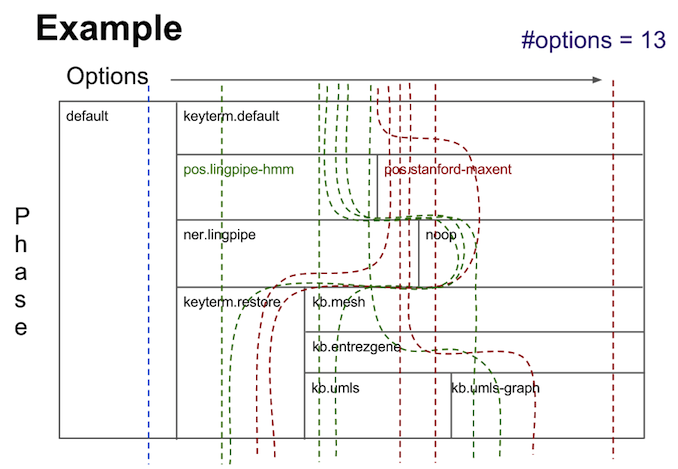 Example
#options = 13
Options
Phase
default
keyterm.default
pos.lingpipe-hmm
pos.stanford-maxent
ner.lingpipe
noop
keyterm.restore
kb.mesh
kb.entrezgene
kb.umls
kb.umls-graph